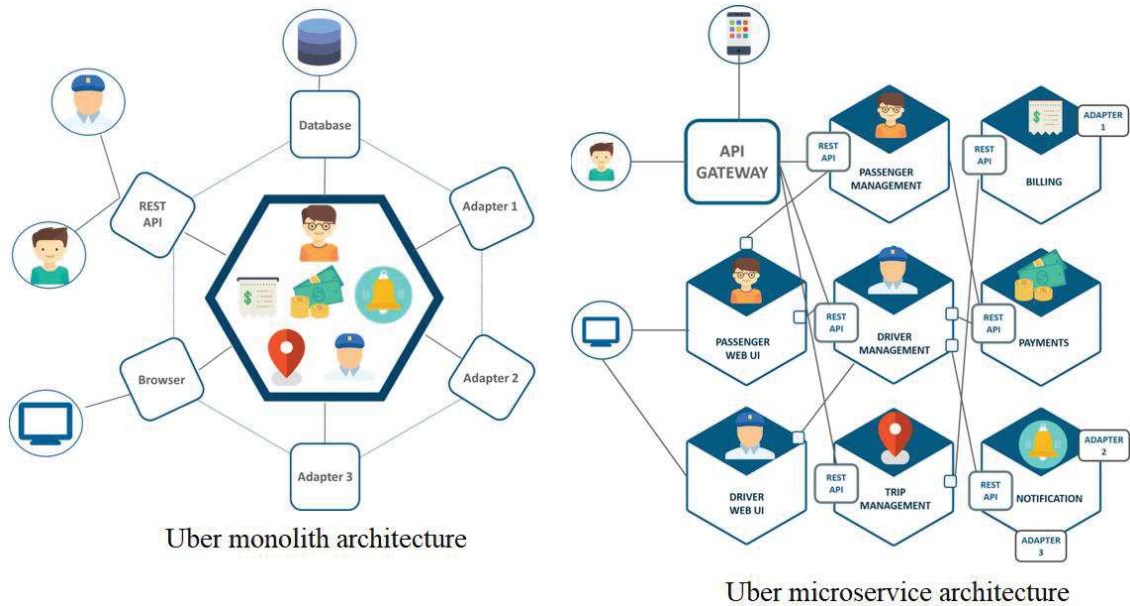 Database
REST
API
Adapter 1
Browser
Adapter 2
Adapter 3
Uber monolith architecture
API
GATEWAY
REST
API
PASSENGER
MANAGEMENT
REST
API
BILLING
ADAPTER
1
PASSENGER
WEB UI
REST
API
DRIVER
MANAGEMENT
REST
API
PAYMENTS
DRIVER
WEB UI
REST
API
TRIP
MANAGEMENT
REST
API
NOTIFICATION
ADAPTER
2
ADAPTER
3
Uber microservice architecture